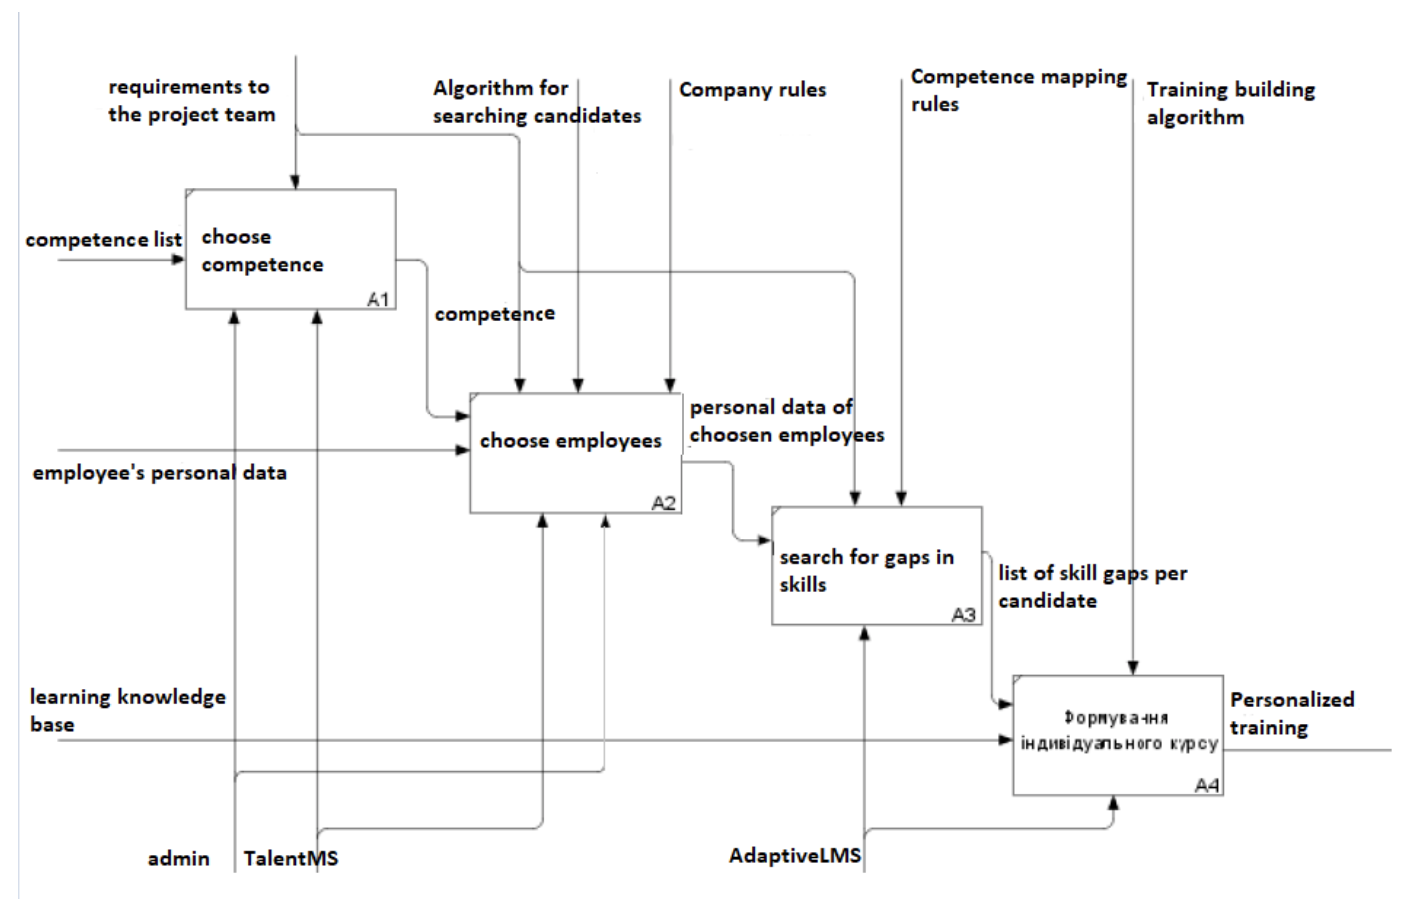 requirements to
the project team
Algorithm for
searching candidates
Company rules
Competence mapping
rules
Training building
algorithm
competence list
choose
competence
A1
competence
personal data of
choosen employees
choose employees
A2
employee's personal data
search for gaps in
skills
A3
list of skill gaps per
candidate
learning knowledge
base
Формування
індивідуального курсу
A4
Personalized
training
admin
TalentMS
AdaptiveLMS